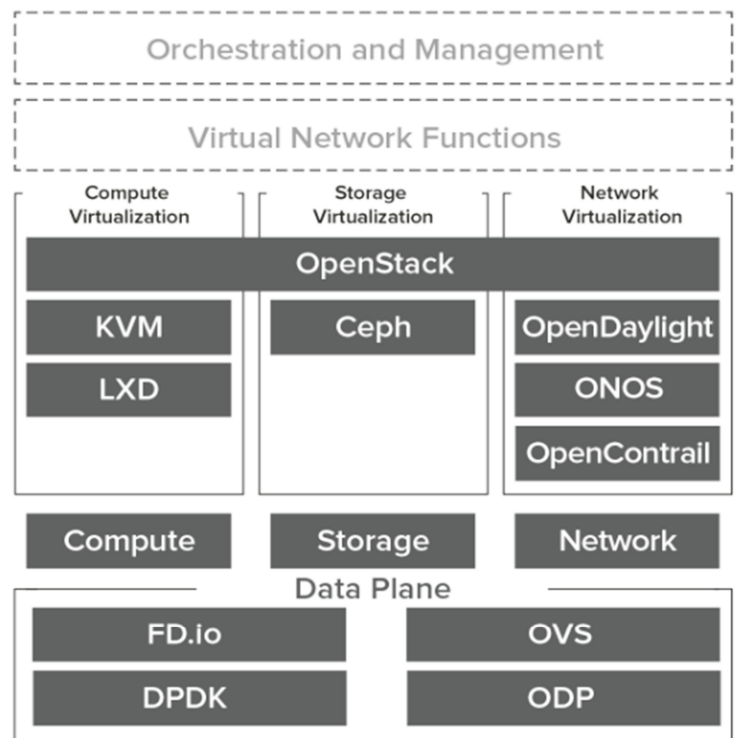 Orchestration and Management
Virtual Network Functions
Compute
Virtualization
Storage
Virtualization
Network
Virtualization
OpenStack
KVM
Ceph
OpenDaylight
LXD
ONOS
OpenContrail
Compute
Storage
Network
Data Plane
FD.io
OVS
DPDK
ODP